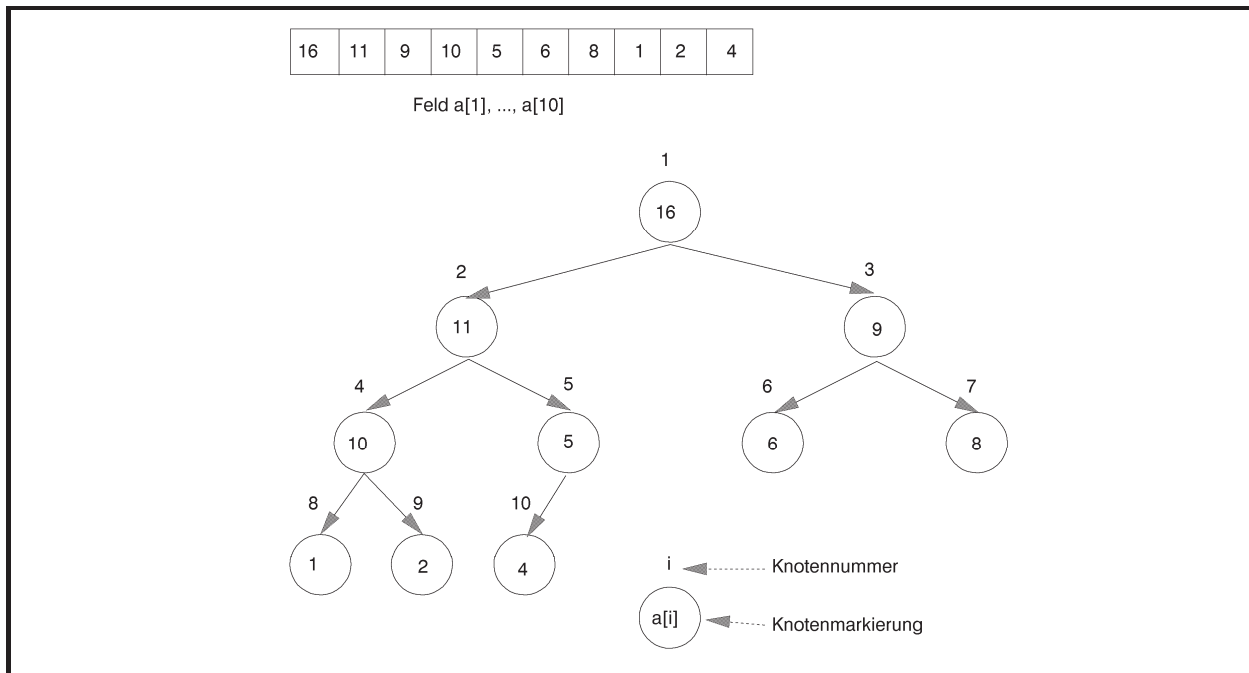 16 11 9 10 5 6 8 1 2 4
Feld a[1], ..., a[10]
1
16
2 3
11 9
4 5 6 7
10 5 6 8
8 9 10
1 2 4
i Knotennummer
a[i] Knotenmarkierung